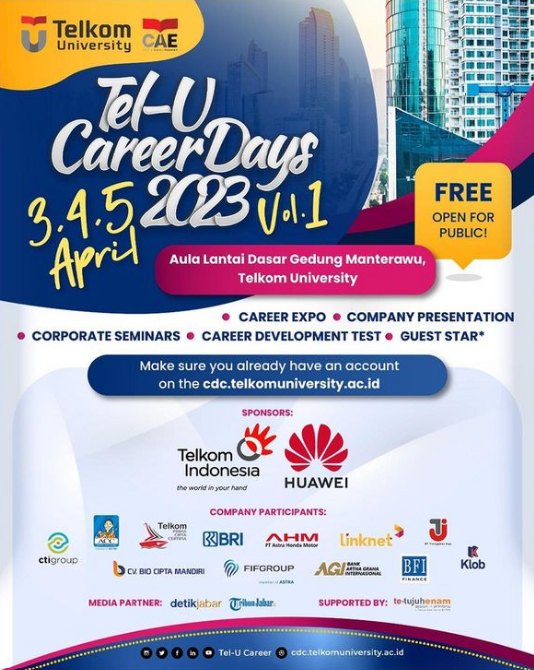 Telkom
University
CAE
Tel-U
Career Days
2023 Vol.1
3.4.5
April
FREE
OPEN FOR
PUBLIC!
Aula Lantai Dasar Gedung Manterawu,
Telkom University
• CAREER EXPO • COMPANY PRESENTATION
• CORPORATE SEMINARS • CAREER DEVELOPMENT TEST • GUEST STAR*
Make sure you already have an account
on the cdc.telkomuniversity.ac.id
SPONSORS:
Telkom
Indonesia
the world in your hand
HUAWEI
COMPANY PARTICIPANTS:
ctigroup
ACC
Telkom
BRI
AHM
PT Astra Honda Motor
linknet
Klob
CV. BIO CIPTA MANDIRI
FIFGROUP
member of ASTRA
AGI
BANK
ARTHA GRAHA
INTERNASIONAL
BFI
FINANCE
MEDIA PARTNER: detikjabar TribunJabar
SUPPORTED BY: te-tujuhenam
Tel-U Career cdc.telkomuniversity.ac.id